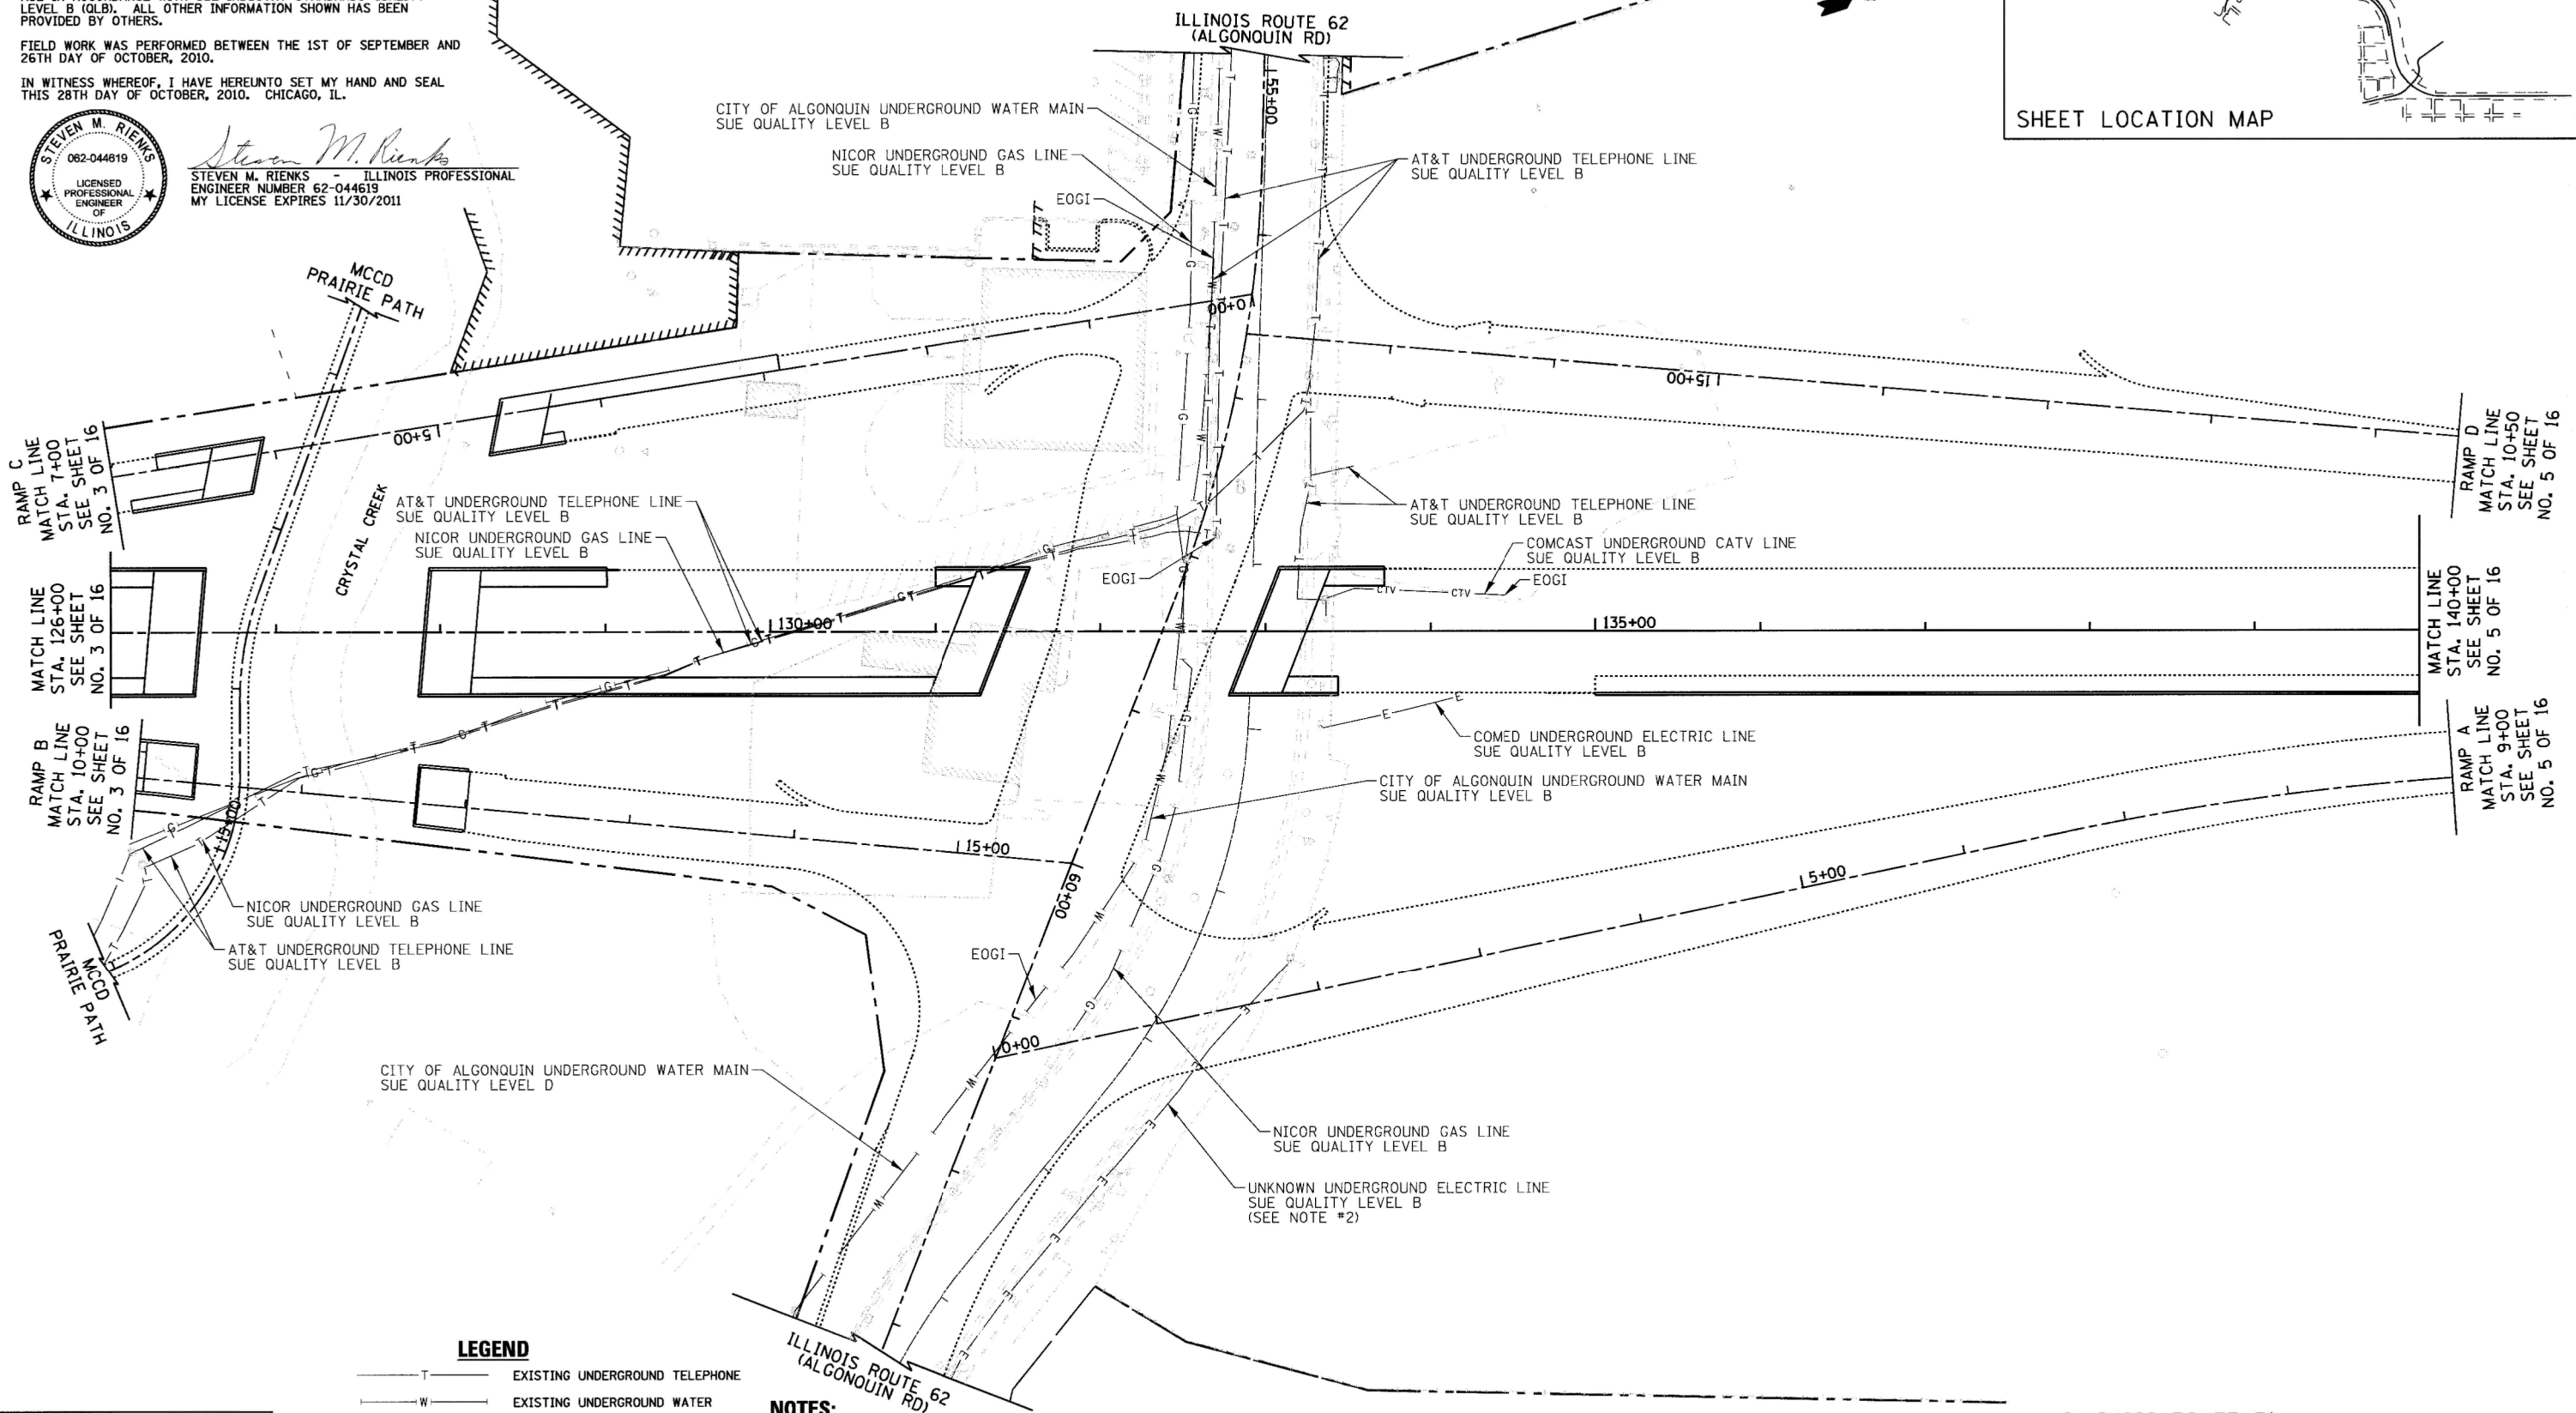 LEVEL B (QLB). ALL OTHER INFORMATION SHOWN HAS BEEN
PROVIDED BY OTHERS.
FIELD WORK WAS PERFORMED BETWEEN THE 1ST OF SEPTEMBER AND
26TH DAY OF OCTOBER, 2010.
IN WITNESS WHEREOF, I HAVE HEREUNTO SET MY HAND AND SEAL
THIS 28TH DAY OF OCTOBER, 2010. CHICAGO, IL.
STEVEN M. RIENKS
062-044619
LICENSED
PROFESSIONAL
ENGINEER
OF
ILLINOIS
Steven M. Rienks
STEVEN M. RIENKS - ILLINOIS PROFESSIONAL
ENGINEER NUMBER 62-044619
MY LICENSE EXPIRES 11/30/2011
ILLINOIS ROUTE 62
(ALGONQUIN RD)
SHEET LOCATION MAP
55+00
CITY OF ALGONQUIN UNDERGROUND WATER MAIN
SUE QUALITY LEVEL B
NICOR UNDERGROUND GAS LINE
SUE QUALITY LEVEL B
EOGI
AT&T UNDERGROUND TELEPHONE LINE
SUE QUALITY LEVEL B
MCCD
PRAIRIE PATH
0+00
15+00
5+00
RAMP C
MATCH LINE
STA. 7+00
SEE SHEET
NO. 3 OF 16
RAMP D
MATCH LINE
STA. 10+50
SEE SHEET
NO. 5 OF 16
CRYSTAL CREEK
AT&T UNDERGROUND TELEPHONE LINE
SUE QUALITY LEVEL B
NICOR UNDERGROUND GAS LINE
SUE QUALITY LEVEL B
AT&T UNDERGROUND TELEPHONE LINE
SUE QUALITY LEVEL B
COMCAST UNDERGROUND CATV LINE
SUE QUALITY LEVEL B
EOGI
EOGI
CTV
CTV
MATCH LINE
STA. 126+00
SEE SHEET
NO. 3 OF 16
130+00
135+00
MATCH LINE
STA. 140+00
SEE SHEET
NO. 5 OF 16
COMED UNDERGROUND ELECTRIC LINE
SUE QUALITY LEVEL B
CITY OF ALGONQUIN UNDERGROUND WATER MAIN
SUE QUALITY LEVEL B
RAMP B
MATCH LINE
STA. 10+00
SEE SHEET
NO. 3 OF 16
RAMP A
MATCH LINE
STA. 9+00
SEE SHEET
NO. 5 OF 16
15+00
15+00
60+00
5+00
NICOR UNDERGROUND GAS LINE
SUE QUALITY LEVEL B
AT&T UNDERGROUND TELEPHONE LINE
SUE QUALITY LEVEL B
MCCD
PRAIRIE PATH
EOGI
0+00
CITY OF ALGONQUIN UNDERGROUND WATER MAIN
SUE QUALITY LEVEL D
NICOR UNDERGROUND GAS LINE
SUE QUALITY LEVEL B
UNKNOWN UNDERGROUND ELECTRIC LINE
SUE QUALITY LEVEL B
(SEE NOTE #2)
ILLINOIS ROUTE 62
(ALGONQUIN RD)
LEGEND
T EXISTING UNDERGROUND TELEPHONE
W EXISTING UNDERGROUND WATER
NOTES: